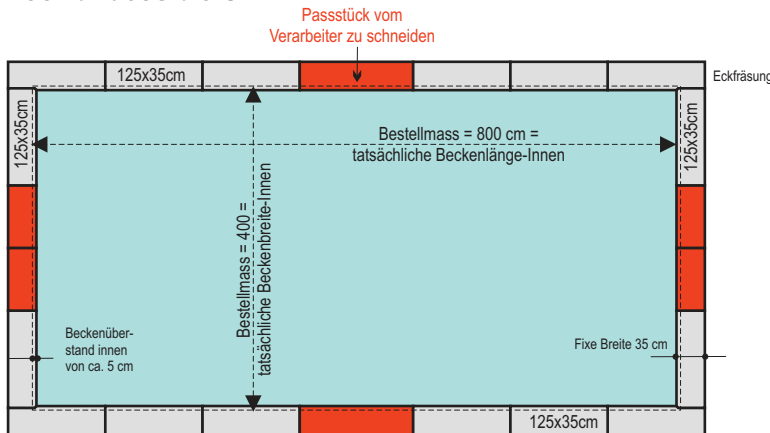 Passstück vom
Verarbeiter zu schneiden
125x35cm
Eckfräsung
125x35cm
125x35cm
Bestellmass = 800 cm =
tatsächliche Beckenlänge-Innen
Bestellmass = 400 =
tatsächliche Beckenbreite-Innen
Beckenüber-
stand innen
von ca. 5 cm
Fixe Breite 35 cm
125x35cm